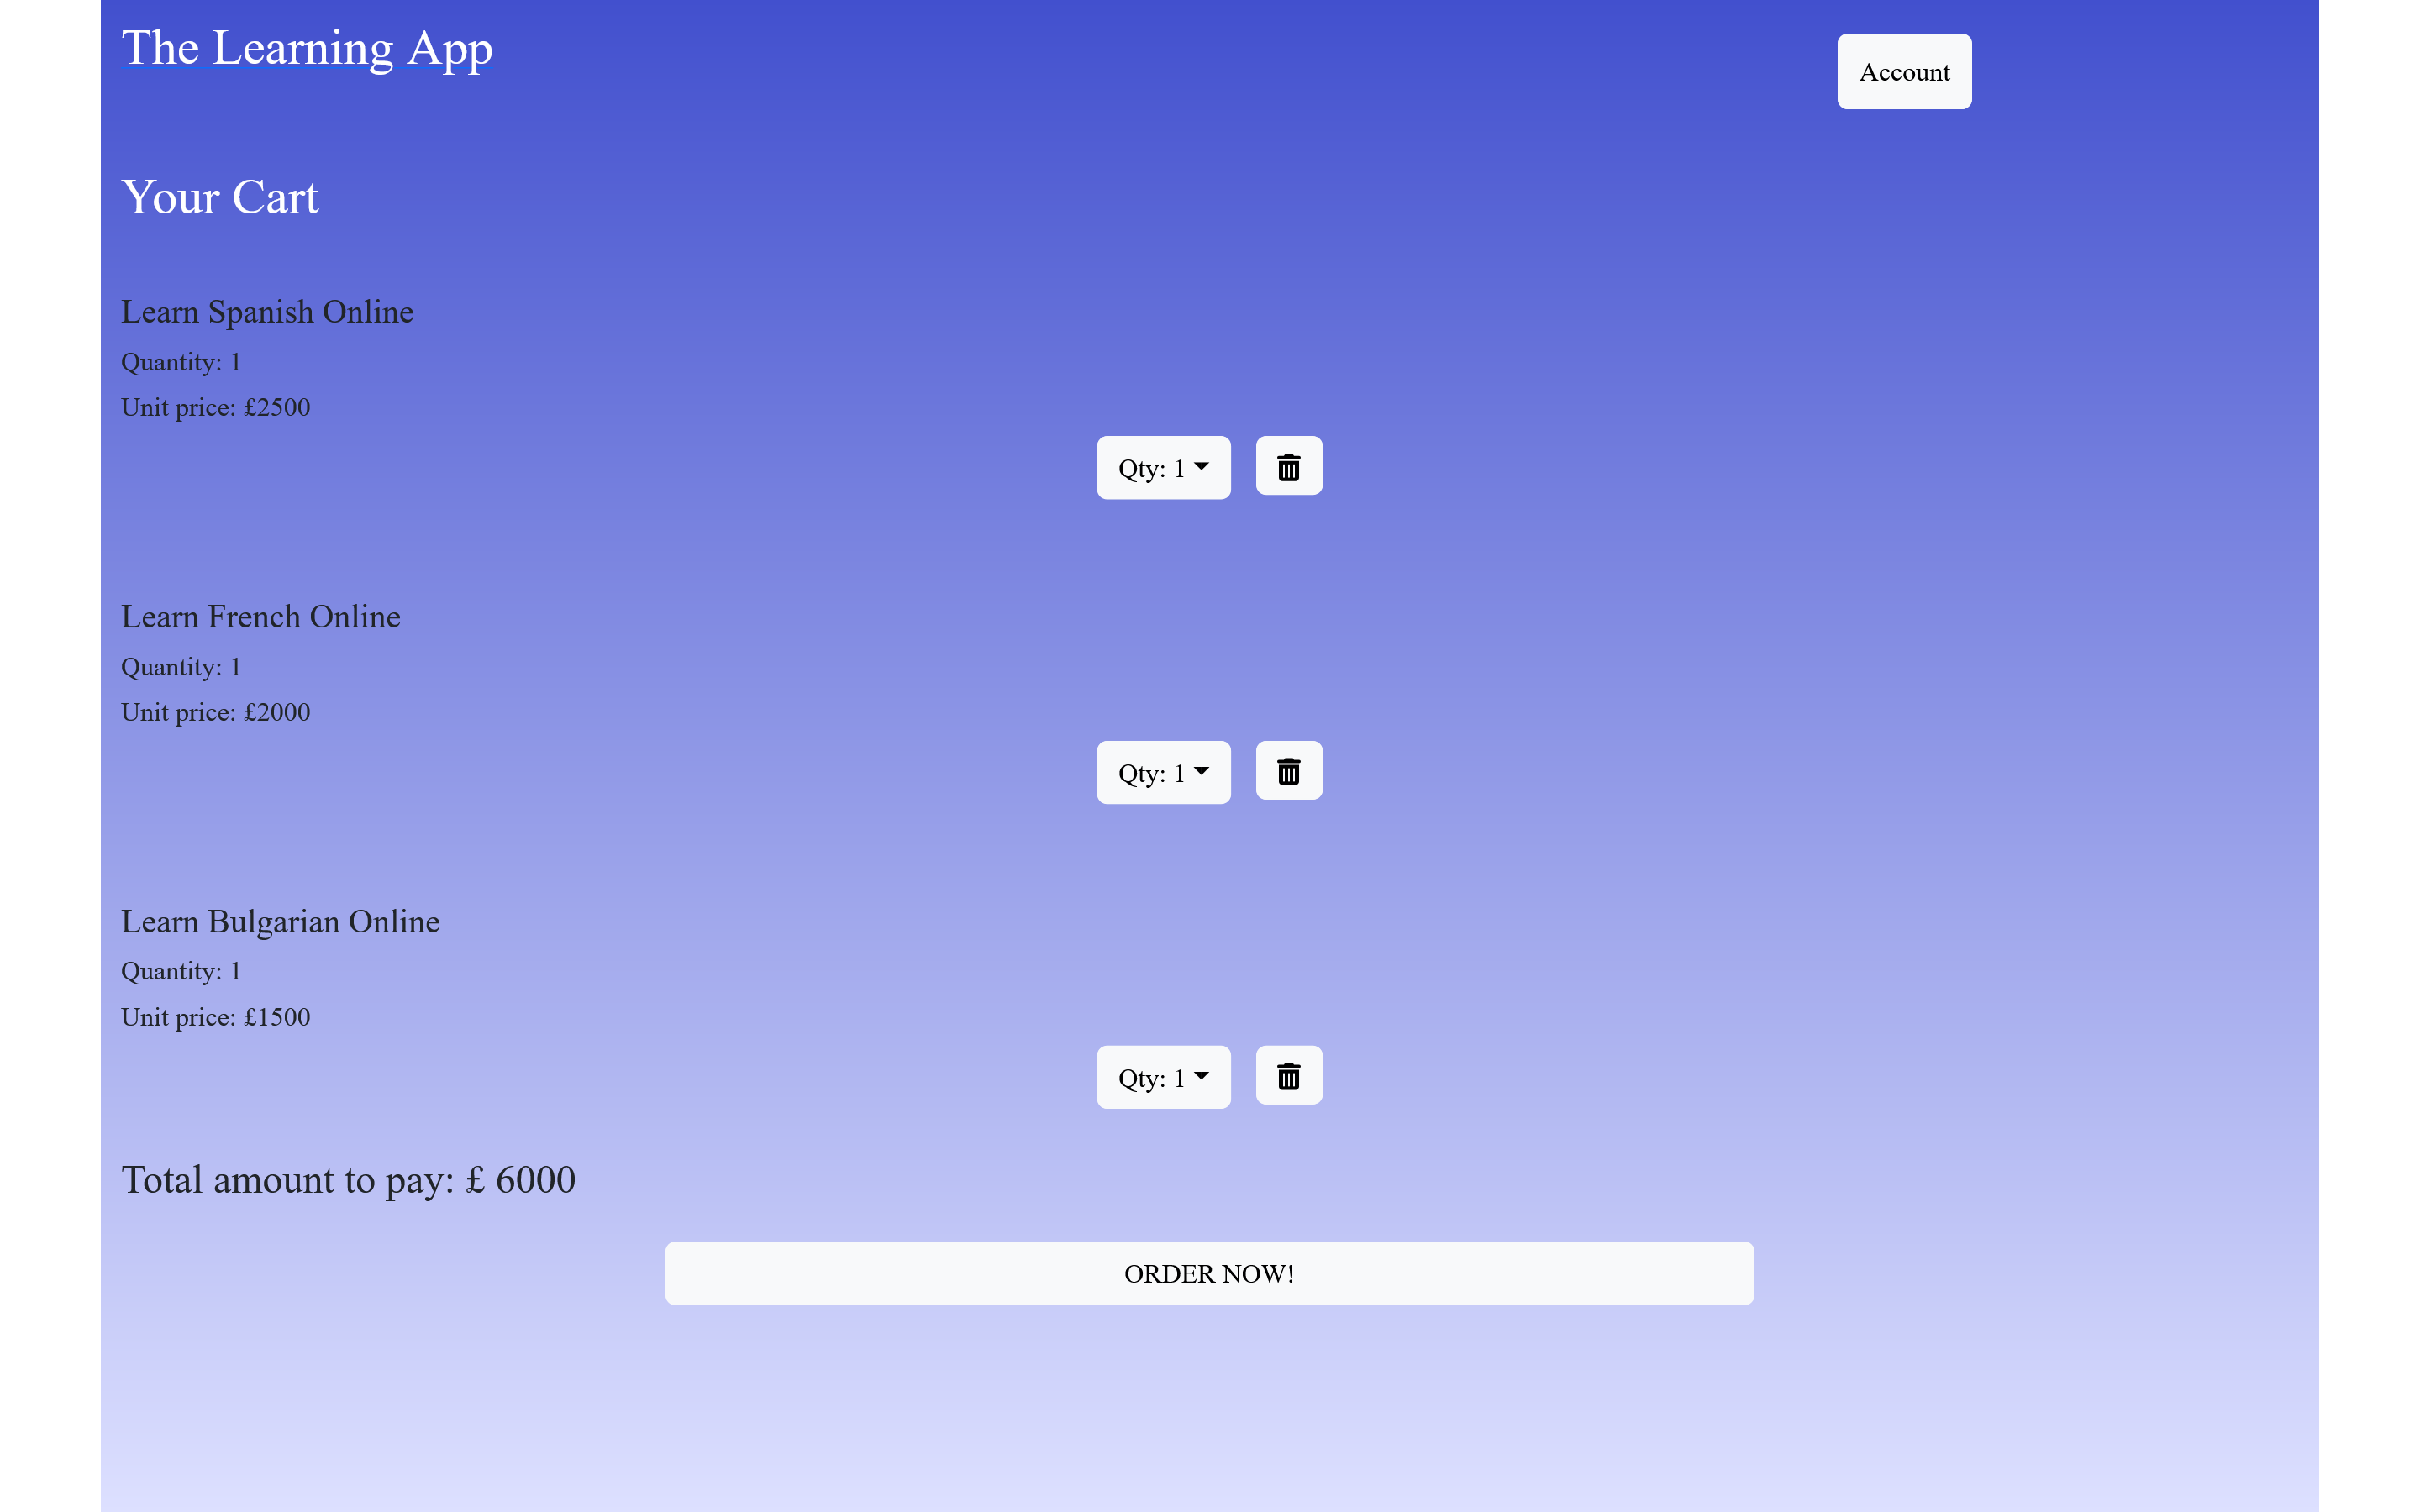 The Learning App
Account
Your Cart
Learn Spanish Online
Quantity: 1
Unit price: £2500
Qty: 1
Learn French Online
Quantity: 1
Unit price: £2000
Qty: 1
Learn Bulgarian Online
Quantity: 1
Unit price: £1500
Qty: 1
Total amount to pay: £ 6000
ORDER NOW!